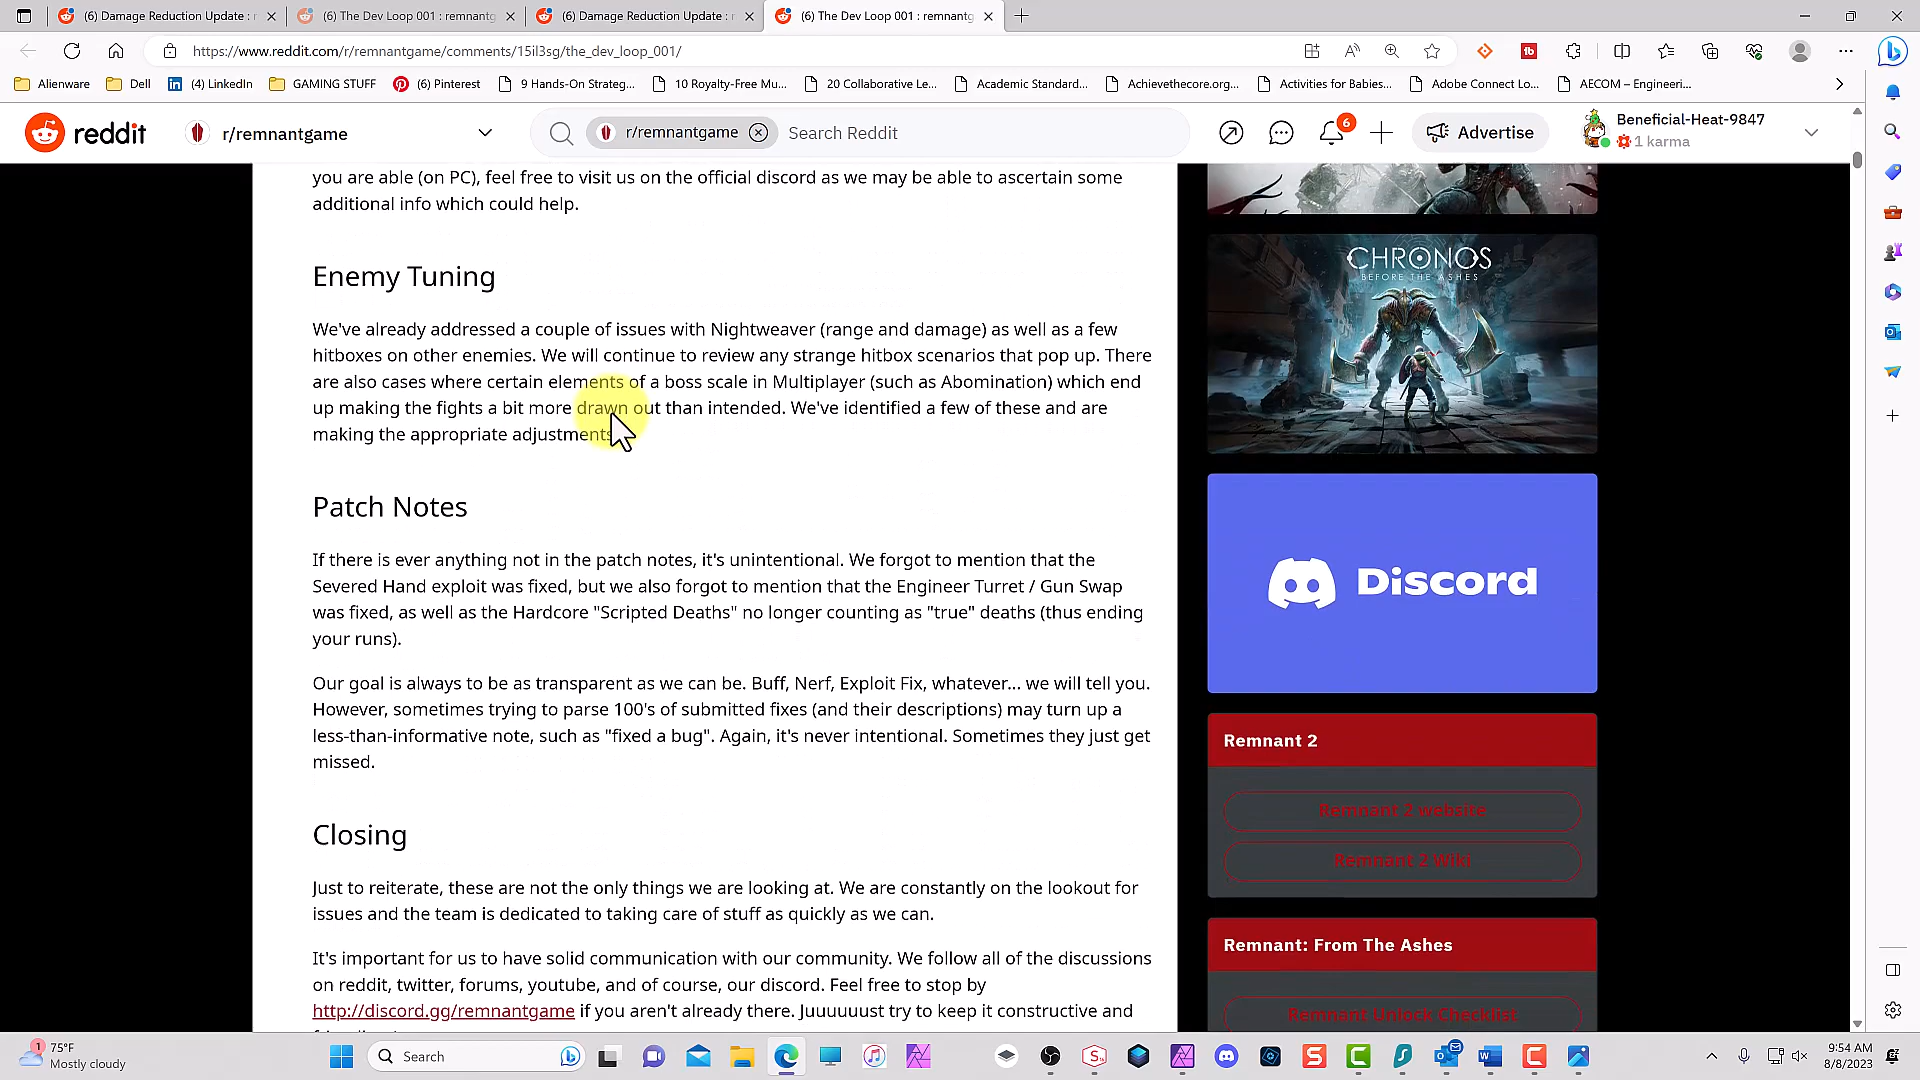 (6) Damage Reduction Update : r
(6) The Dev Loop 001 : remnantg
(6) Damage Reduction Update : r
(6) The Dev Loop 001 : remnantg
https://www.reddit.com/r/remnantgame/comments/15il3sg/the_dev_loop_001/
Alienware
Dell
(4) LinkedIn
GAMING STUFF
(6) Pinterest
9 Hands-On Strateg...
10 Royalty-Free Mu...
20 Collaborative Le...
Academic Standard...
Achievethecore.org...
Activities for Babies...
Adobe Connect Lo...
AECOM – Engineeri...
reddit
r/remnantgame
r/remnantgame
Search Reddit
6
Advertise
Beneficial-Heat-9847
1 karma
you are able (on PC), feel free to visit us on the official discord as we may be able to ascertain some
additional info which could help.
Enemy Tuning
We've already addressed a couple of issues with Nightweaver (range and damage) as well as a few
hitboxes on other enemies. We will continue to review any strange hitbox scenarios that pop up. There
are also cases where certain elements of a boss scale in Multiplayer (such as Abomination) which end
up making the fights a bit more drawn out than intended. We've identified a few of these and are
making the appropriate adjustments
Patch Notes
If there is ever anything not in the patch notes, it's unintentional. We forgot to mention that the
Severed Hand exploit was fixed, but we also forgot to mention that the Engineer Turret / Gun Swap
was fixed, as well as the Hardcore "Scripted Deaths" no longer counting as "true" deaths (thus ending
your runs).
Our goal is always to be as transparent as we can be. Buff, Nerf, Exploit Fix, whatever... we will tell you.
However, sometimes trying to parse 100's of submitted fixes (and their descriptions) may turn up a
less-than-informative note, such as "fixed a bug". Again, it's never intentional. Sometimes they just get
missed.
Closing
Just to reiterate, these are not the only things we are looking at. We are constantly on the lookout for
issues and the team is dedicated to taking care of stuff as quickly as we can.
It's important for us to have solid communication with our community. We follow all of the discussions
on reddit, twitter, forums, youtube, and of course, our discord. Feel free to stop by
http://discord.gg/remnantgame if you aren't already there. Juuuuuust try to keep it constructive and
CHRONOS
BEFORE THE ASHES
Discord
Remnant 2
Remnant 2 website
Remnant 2 Wiki
Remnant: From The Ashes
Remnant Unlock Checklist
1
75°F
Mostly cloudy
Search
9:54 AM
8/8/2023